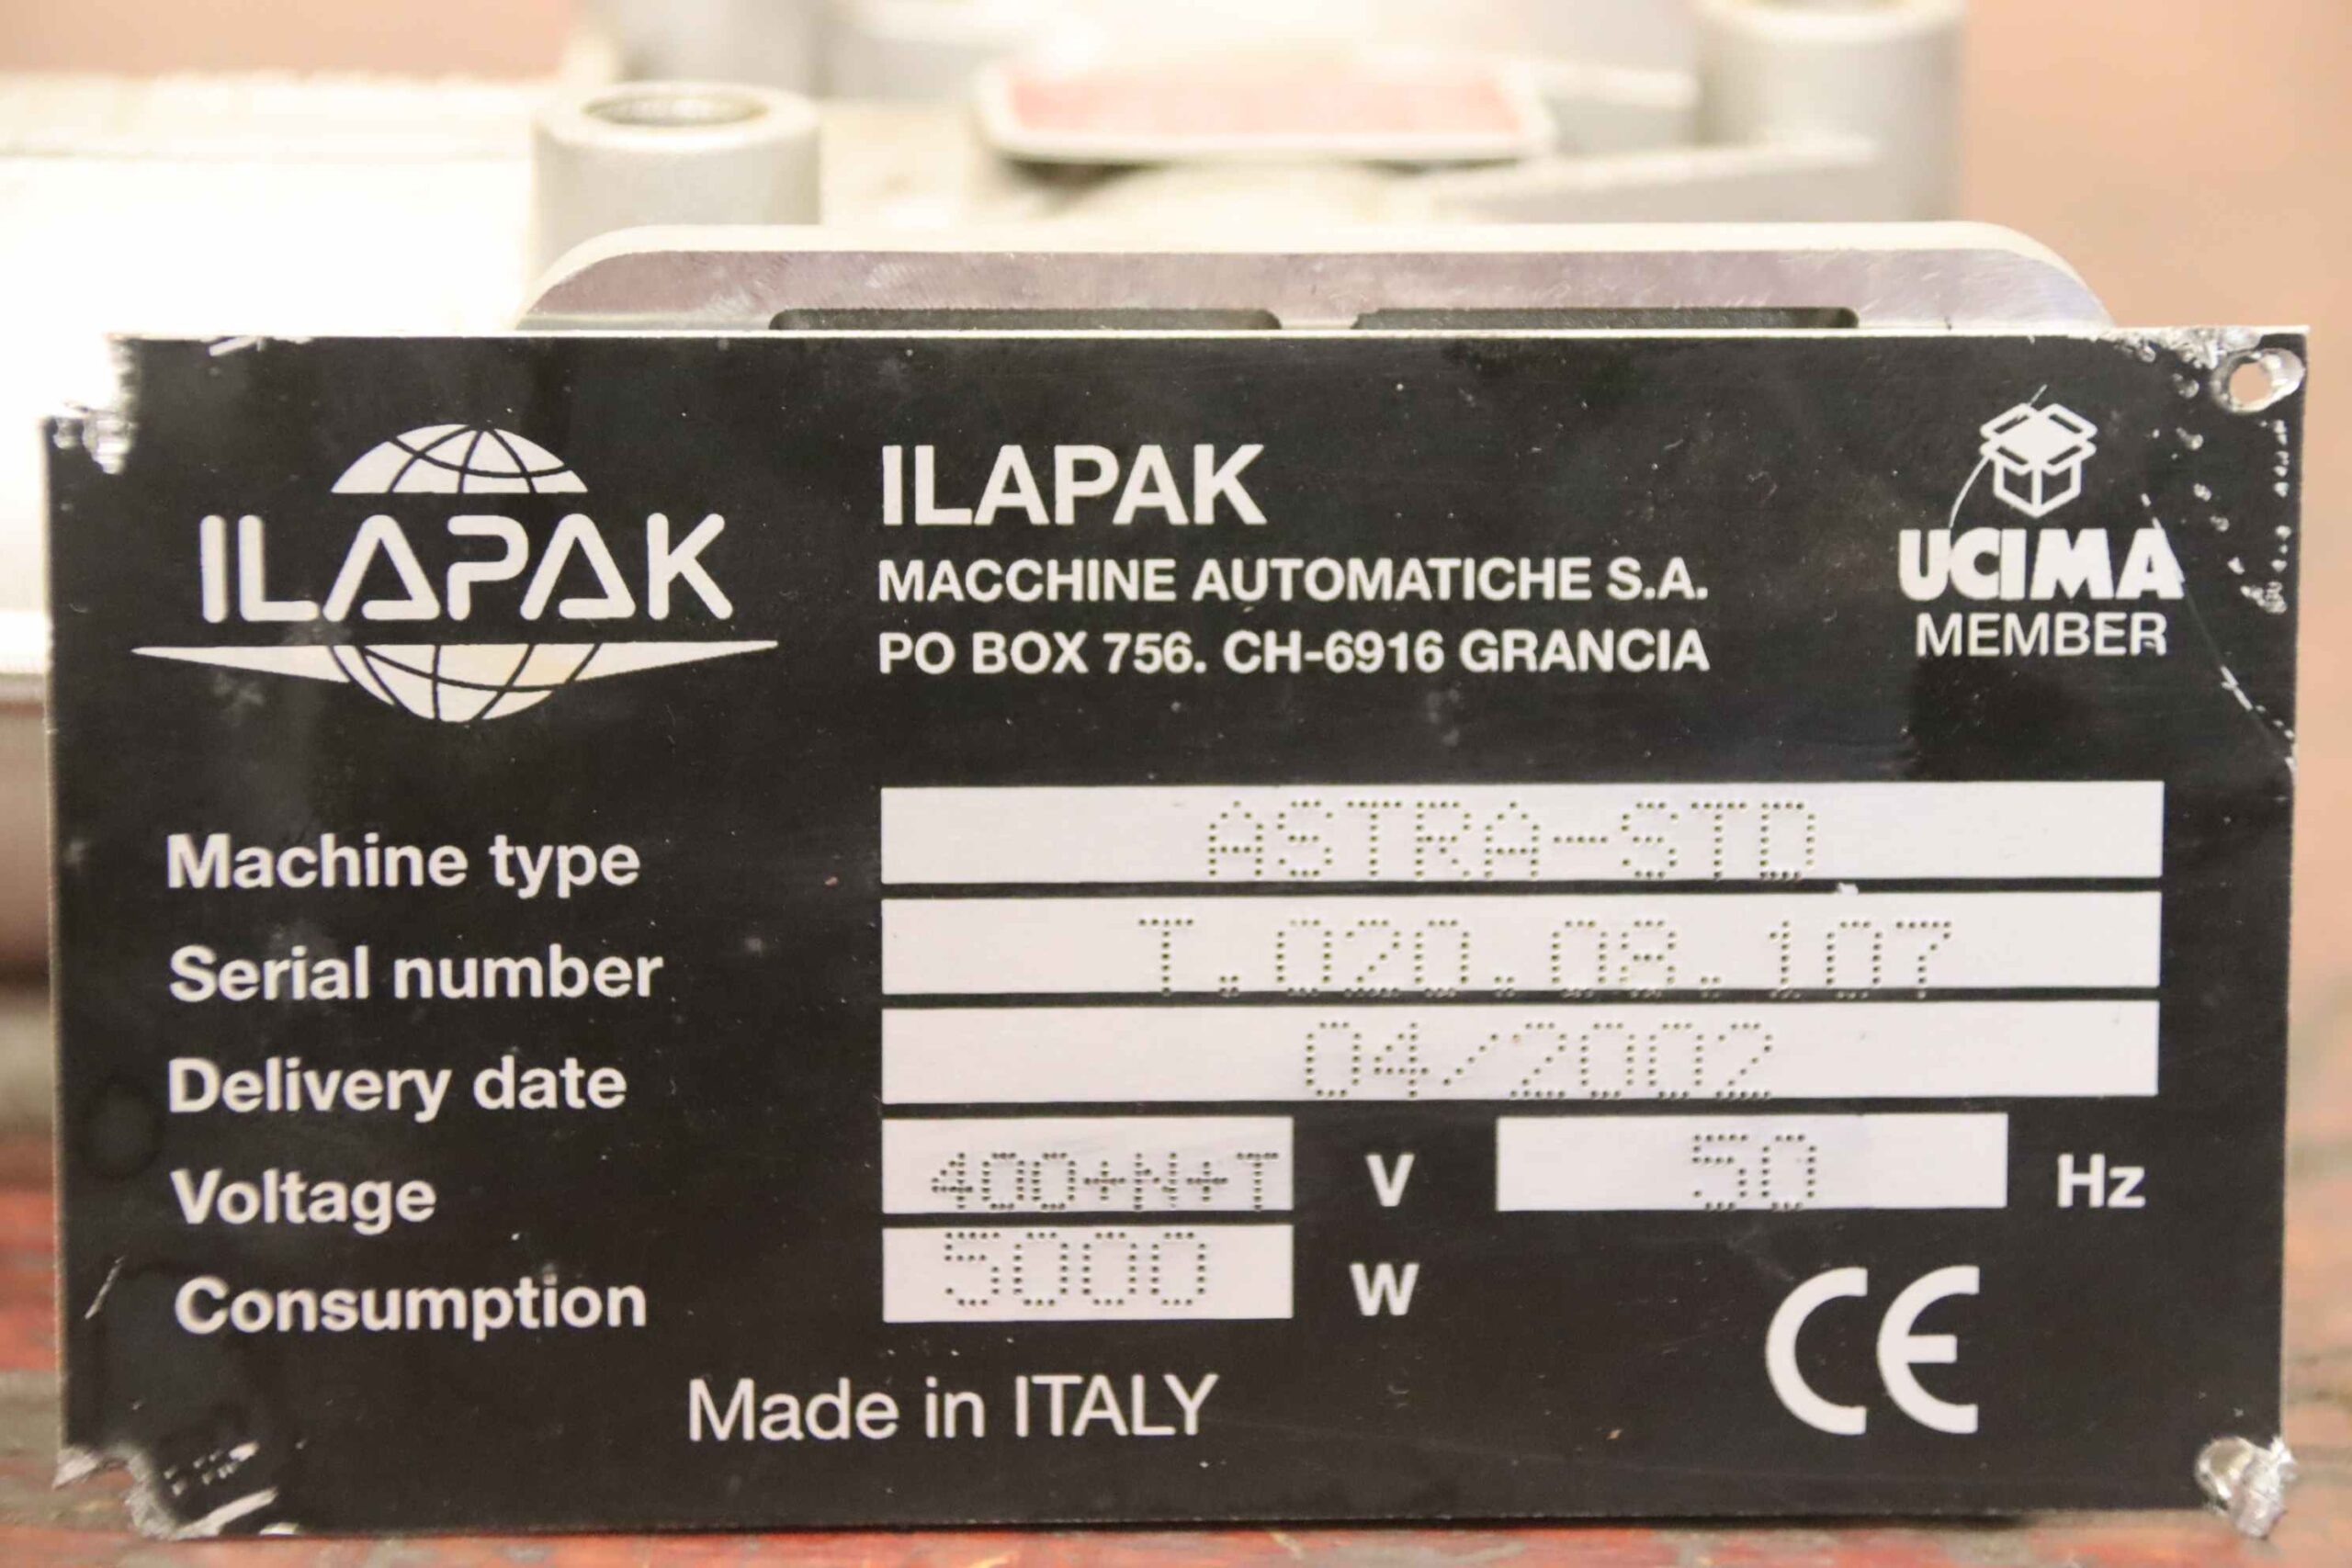 ILAPAK
ILAPAK
MACCHINE AUTOMATICHE S.A.
PO BOX 756. CH-6916 GRANCIA
UCIMA
MEMBER
Machine type ASTRA-STD
Serial number T.020.08.107
Delivery date 04/2002
Voltage 400+N+T V 50 Hz
Consumption 5000 W
Made in ITALY
CE